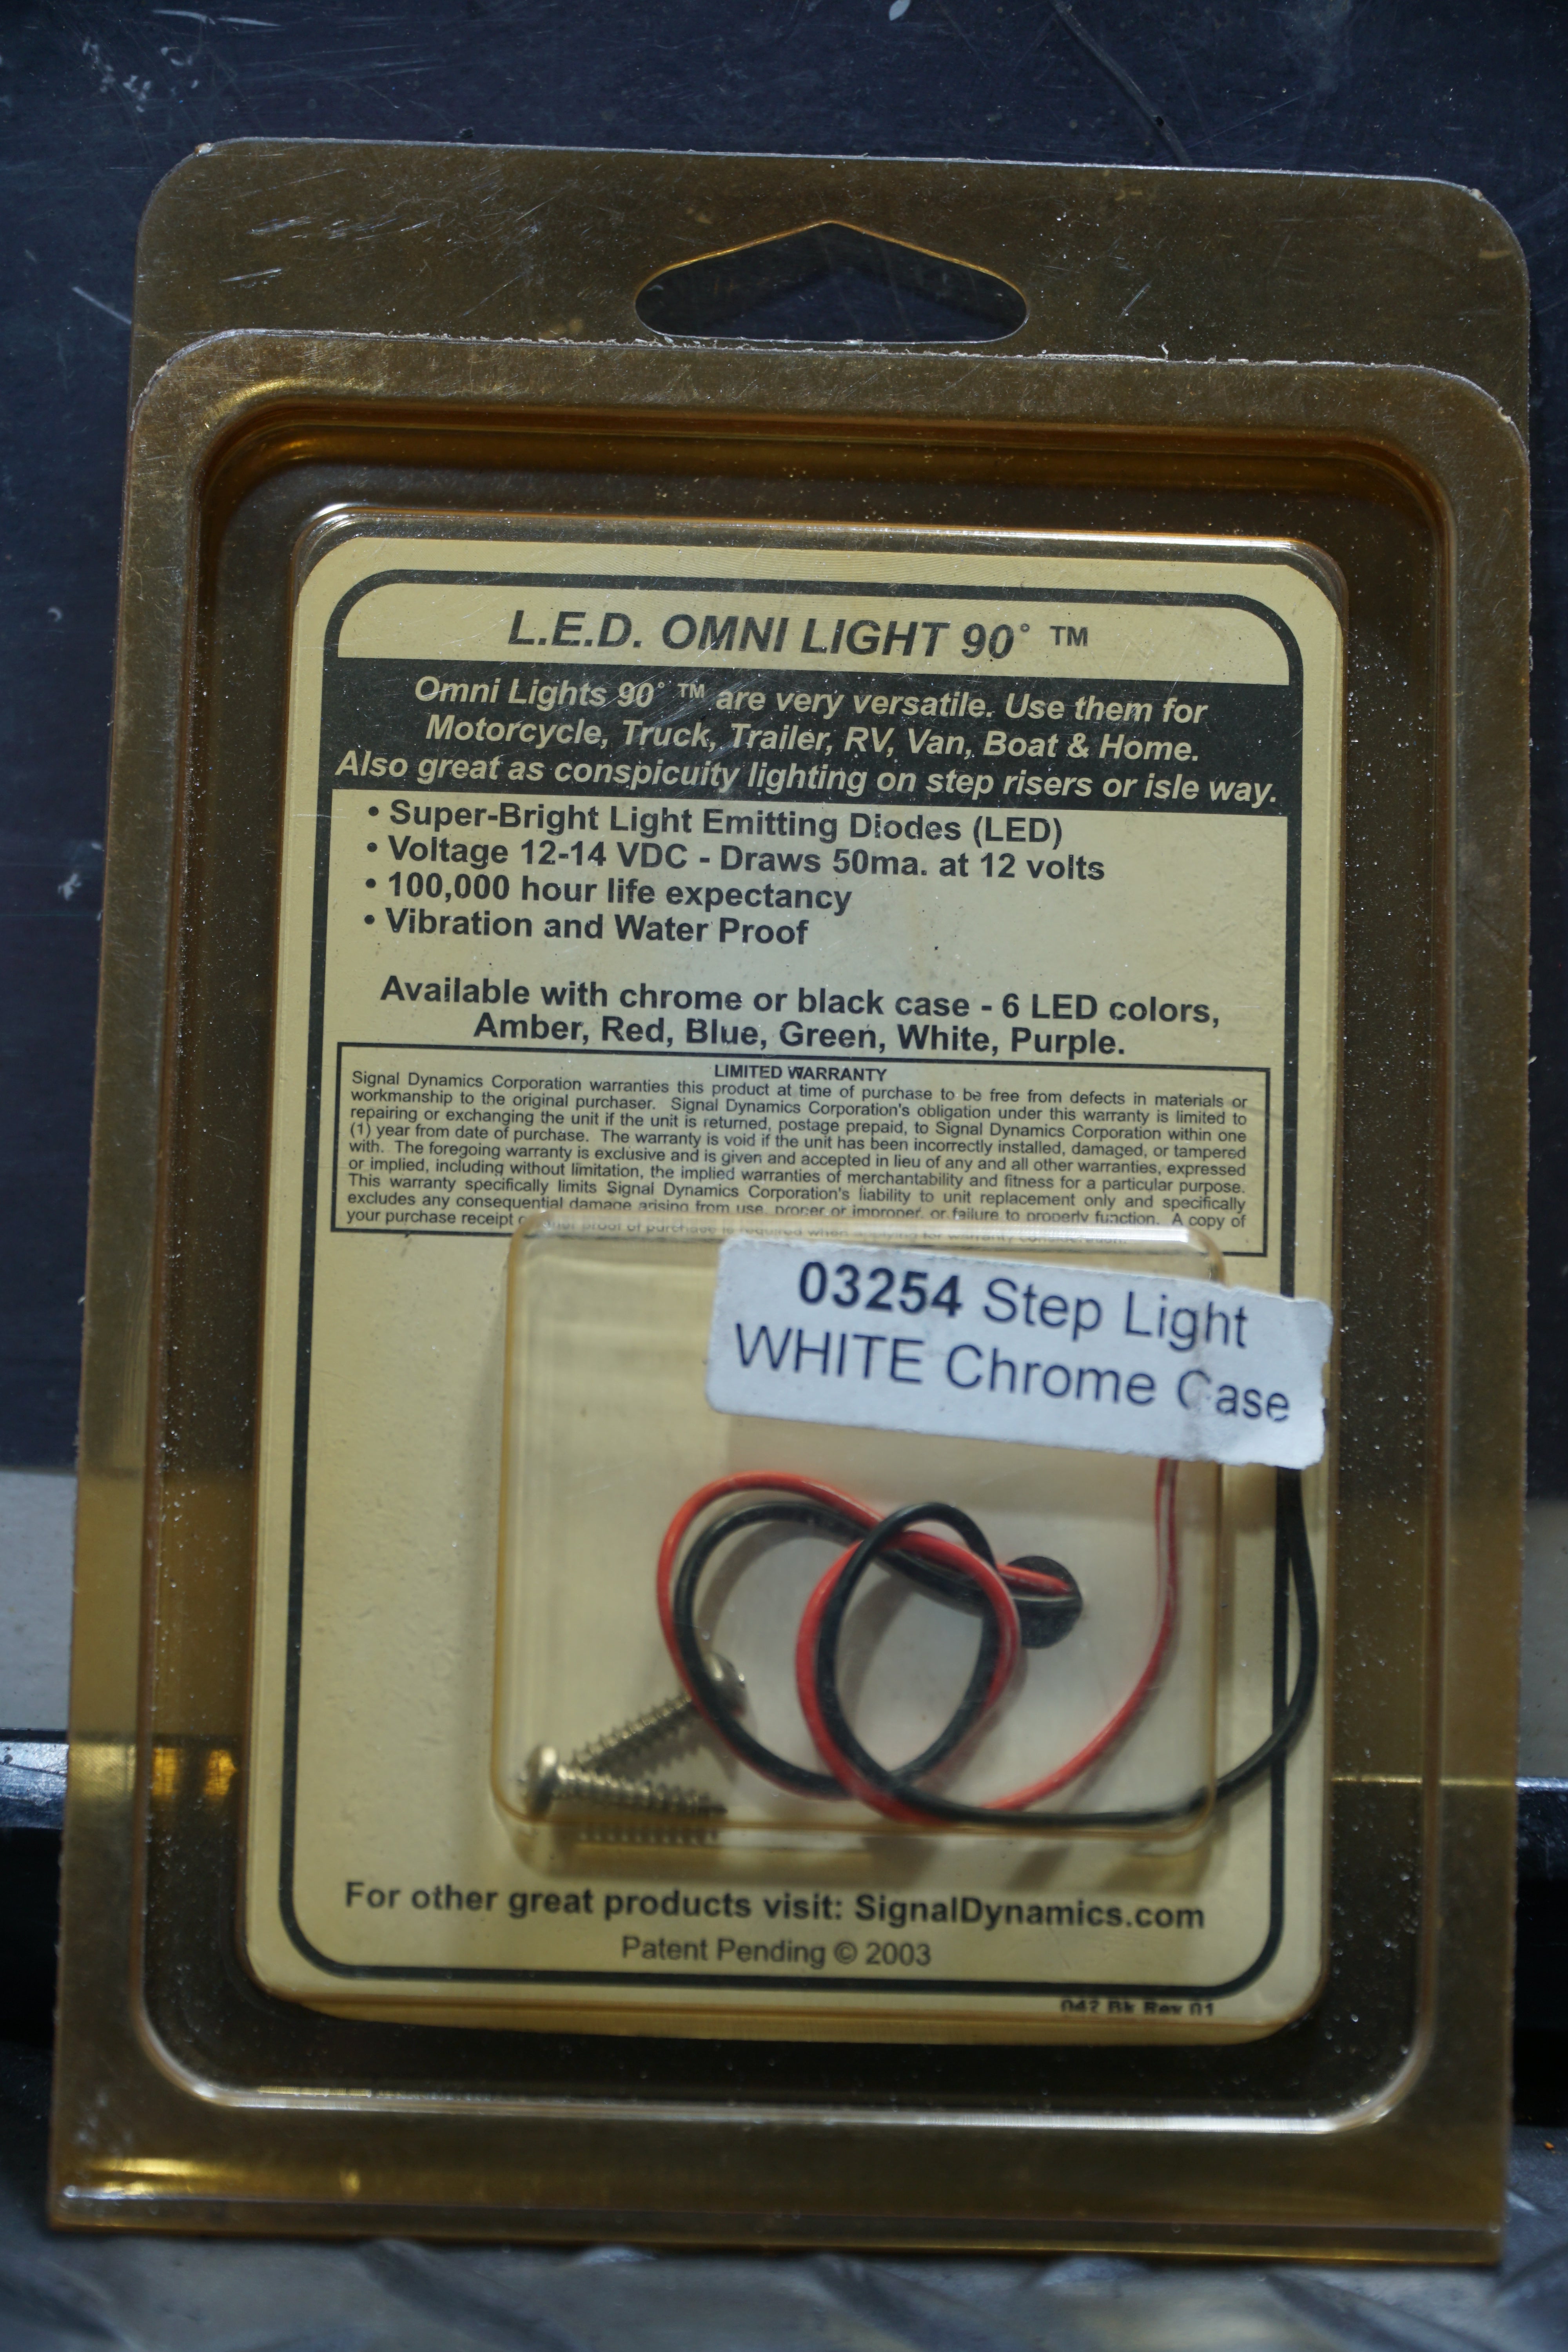 L.E.D. OMNI LIGHT 90° ™
Omni Lights 90° ™ are very versatile. Use them for
Motorcycle, Truck, Trailer, RV, Van, Boat & Home.
Also great as conspicuity lighting on step risers or isle way.
• Super-Bright Light Emitting Diodes (LED)
• Voltage 12-14 VDC - Draws 50ma. at 12 volts
• 100,000 hour life expectancy
• Vibration and Water Proof
Available with chrome or black case - 6 LED colors,
Amber, Red, Blue, Green, White, Purple.
LIMITED WARRANTY
Signal Dynamics Corporation warranties this product at time of purchase to be free from defects in materials or
workmanship to the original purchaser. Signal Dynamics Corporation's obligation under this warranty is limited to
repairing or exchanging the unit if the unit is returned, postage prepaid, to Signal Dynamics Corporation within one
(1) year from date of purchase. The warranty is void if the unit has been incorrectly installed, damaged, or tampered
with. The foregoing warranty is exclusive and is given and accepted in lieu of any and all other warranties, expressed
or implied, including without limitation, the implied warranties of merchantability and fitness for a particular purpose.
This warranty specifically limits Signal Dynamics Corporation's liability to unit replacement only and specifically
excludes any consequential damage arising from use, proper or improper, or failure to properly function. A copy of
your purchase receipt or other proof of purchase is required when applying for warranty consideration.
03254 Step Light
WHITE Chrome Case
For other great products visit: SignalDynamics.com
Patent Pending © 2003
042 Bk Rev 01